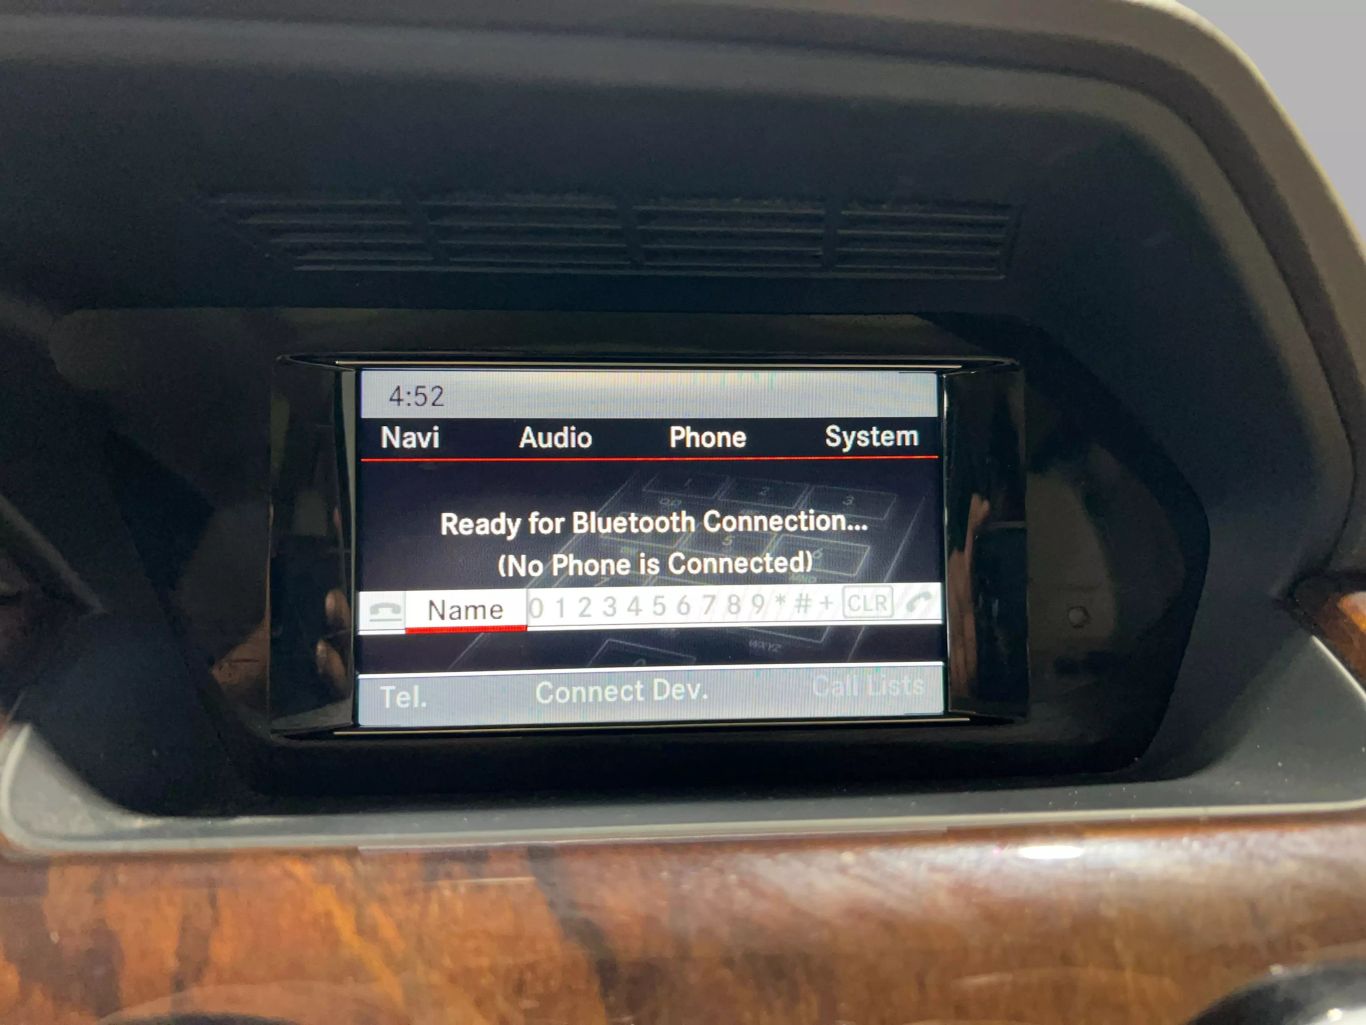 4:52
Navi Audio Phone System
Ready for Bluetooth Connection...
(No Phone is Connected)
Name 0 1 2 3 4 5 6 7 8 9 * # + CLR
Tel. Connect Dev. Call Lists